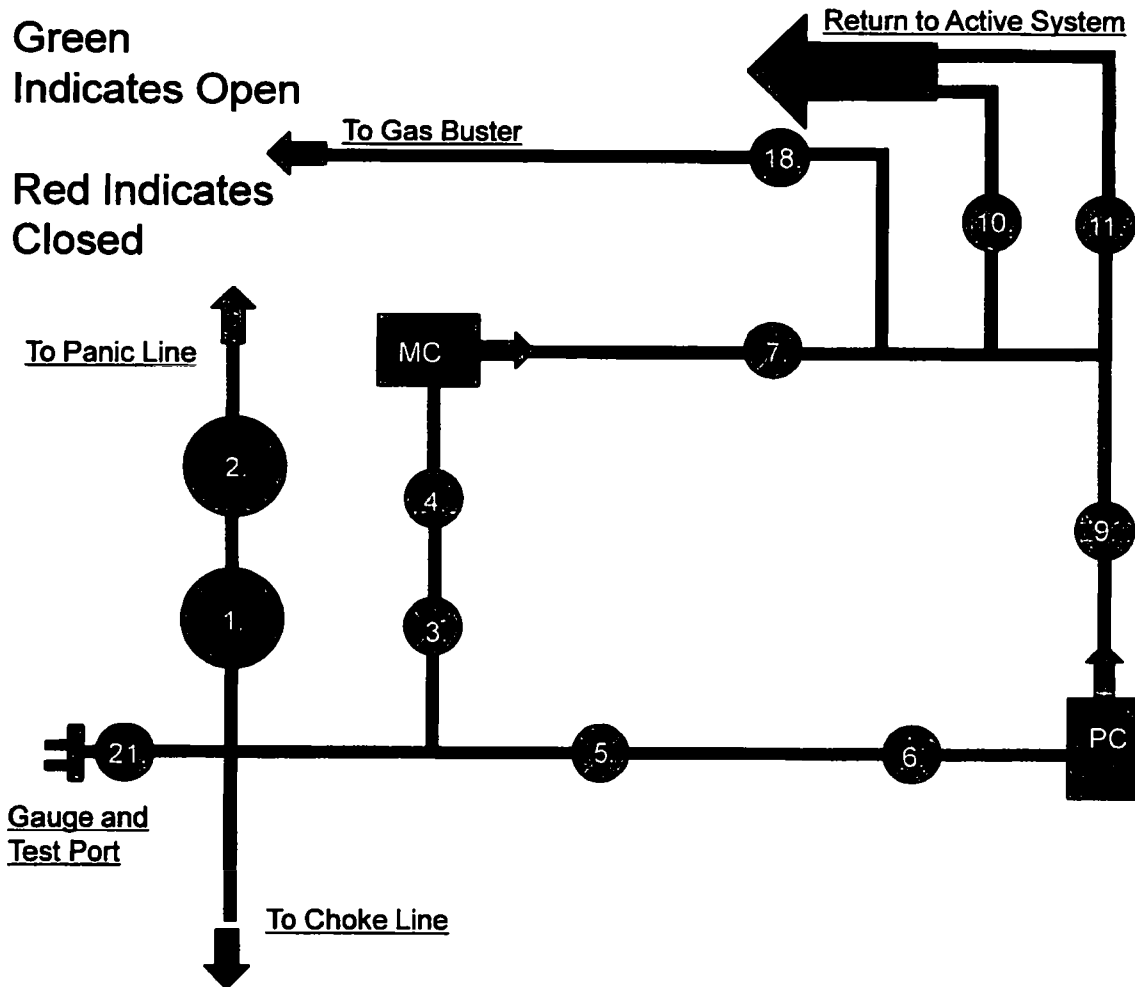 Green
Indicates Open
Return to Active System
To Gas Buster
18.
Red Indicates
Closed
10.
11.
To Panic Line
MC
7.
2.
4.
9.
1.
3.
21.
5.
6.
PC
Gauge and
Test Port
To Choke Line